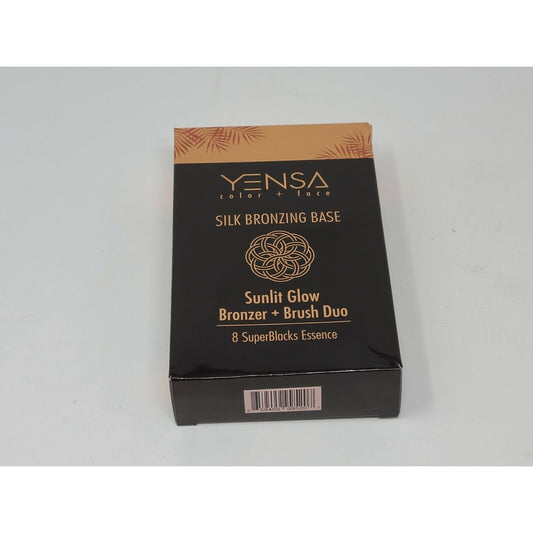 YENSA
color + face
SILK BRONZING BASE
Sunlit Glow
Bronzer + Brush Duo
8 SuperBlacks Essence